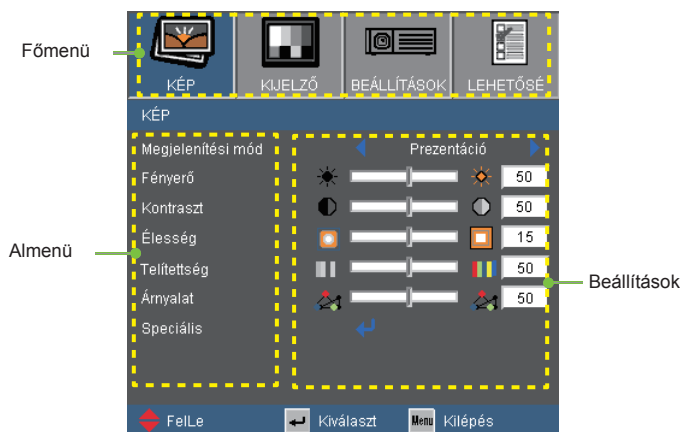 Főmenü
KÉP KIJELZŐ BEÁLLÍTÁSOK LEHETŐSÉ
KÉP
Megjelenítési mód Prezentáció
Fényerő 50
Kontraszt 50
Élesség 15
Almenü
Telítettség 50
Beállítások
Árnyalat 50
Speciális
FelLe Kiválaszt Menu Kilépés